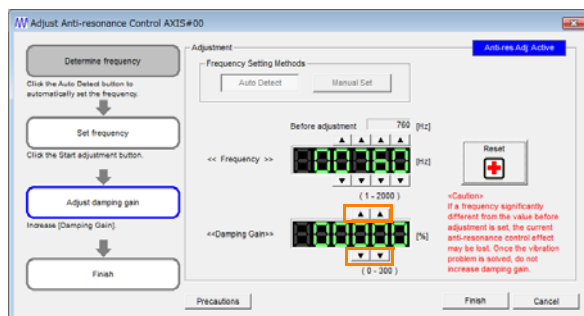 Adjust Anti-resonance Control AXIS#00
Determine frequency
Click the Auto Detect button to
automatically set the frequency.
Set frequency
Click the Start adjustment button.
Adjust damping gain
Increase [Damping Gain].
Finish
Adjustment
Anti-res Adj Active
Frequency Setting Methods
Auto Detect
Manual Set
Before adjustment 760 [Hz]
<< Frequency >>
[Hz]
(1 - 2000)
<<Damping Gain>>
[%]
(0 - 300)
Reset
<Caution>
If a frequency significantly
different from the value before
adjustment is set, the current
anti-resonance control effect
may be lost. Once the vibration
problem is solved, do not
increase damping gain.
Precautions
Finish
Cancel